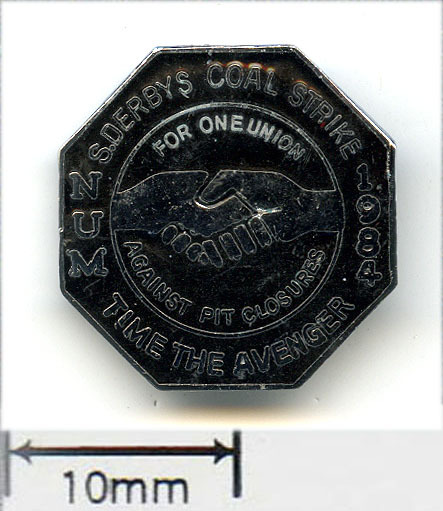 S.DERBYS COAL STRIKE
1984
TIME THE AVENGER
NUM
FOR ONE UNION
AGAINST PIT CLOSURES
10mm